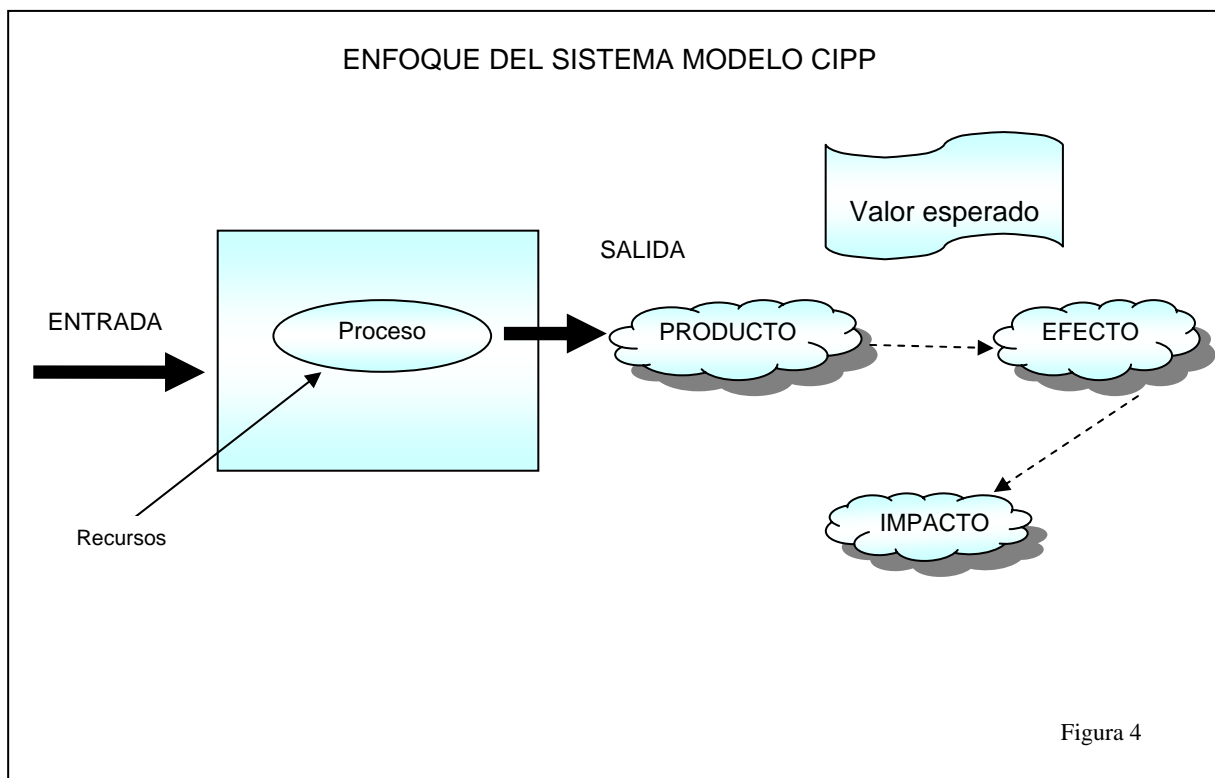 ENFOQUE DEL SISTEMA MODELO CIPP
Valor esperado
SALIDA
ENTRADA
Proceso
PRODUCTO
EFECTO
IMPACTO
Recursos
Figura 4